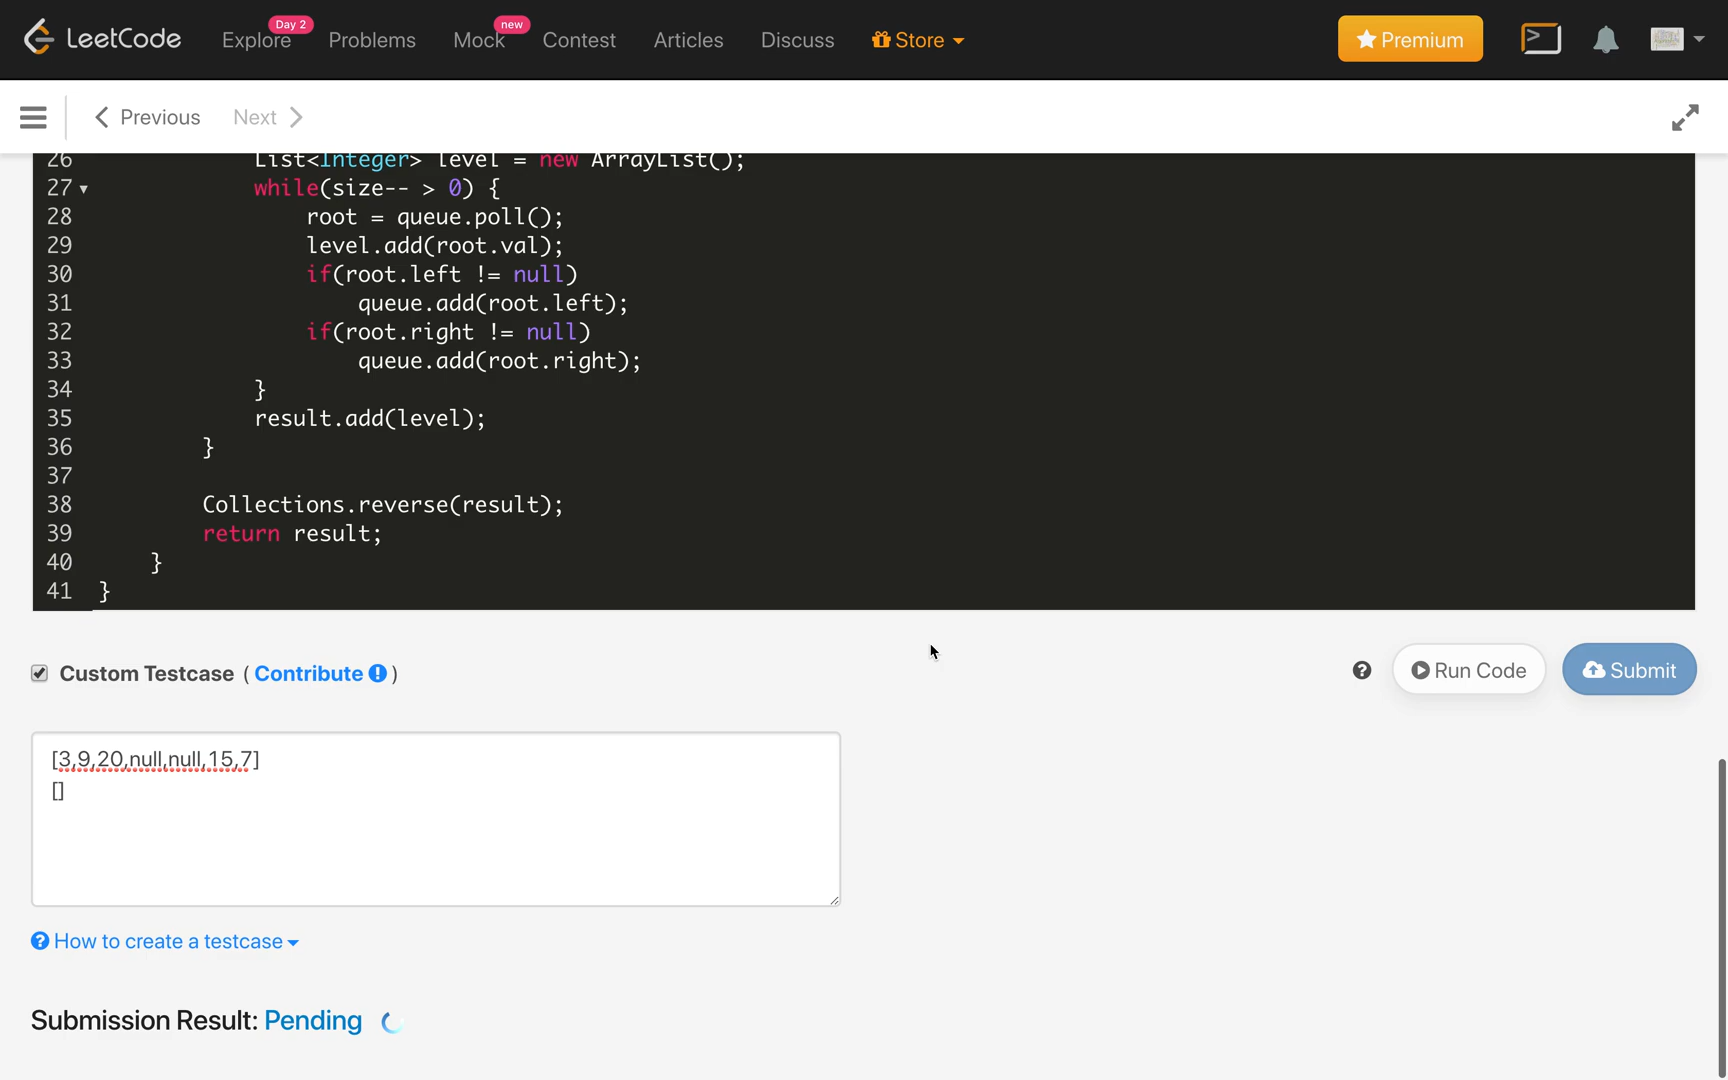 LeetCode Explore Day 2 Problems Mock new Contest Articles Discuss Store Premium
Previous Next
26 List<Integer> level = new ArrayList();
27 while(size-- > 0) {
28 root = queue.poll();
29 level.add(root.val);
30 if(root.left != null)
31 queue.add(root.left);
32 if(root.right != null)
33 queue.add(root.right);
34 }
35 result.add(level);
36 }
37
38 Collections.reverse(result);
39 return result;
40 }
41 }
Custom Testcase ( Contribute ! )
? Run Code Submit
[3,9,20,null,null,15,7]
[]
? How to create a testcase
Submission Result: Pending